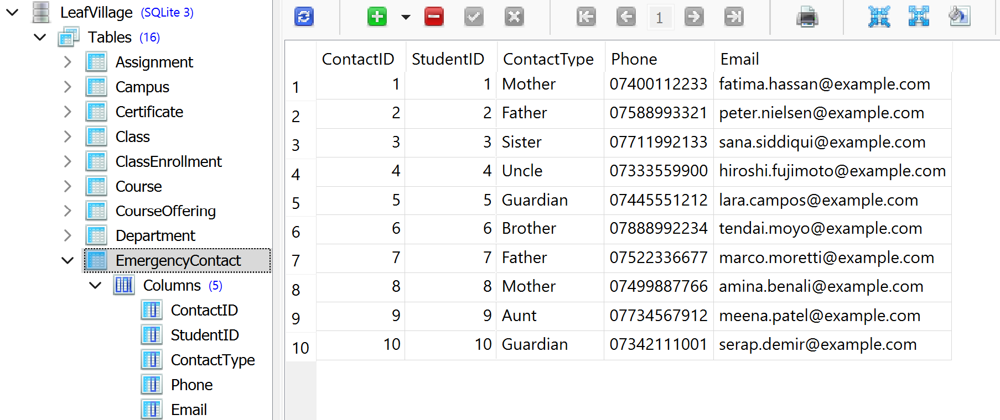 LeafVillage (SQLite 3)
Tables (16)
Assignment
Campus
Certificate
Class
ClassEnrollment
Course
CourseOffering
Department
EmergencyContact
Columns (5)
ContactID
StudentID
ContactType
Phone
Email
1
ContactID StudentID ContactType Phone Email
1 1 1 Mother 07400112233 fatima.hassan@example.com
2 2 2 Father 07588993321 peter.nielsen@example.com
3 3 3 Sister 07711992133 sana.siddiqui@example.com
4 4 4 Uncle 07333559900 hiroshi.fujimoto@example.com
5 5 5 Guardian 07445551212 lara.campos@example.com
6 6 6 Brother 07888992234 tendai.moyo@example.com
7 7 7 Father 07522336677 marco.moretti@example.com
8 8 8 Mother 07499887766 amina.benali@example.com
9 9 9 Aunt 07734567912 meena.patel@example.com
10 10 10 Guardian 07342111001 serap.demir@example.com